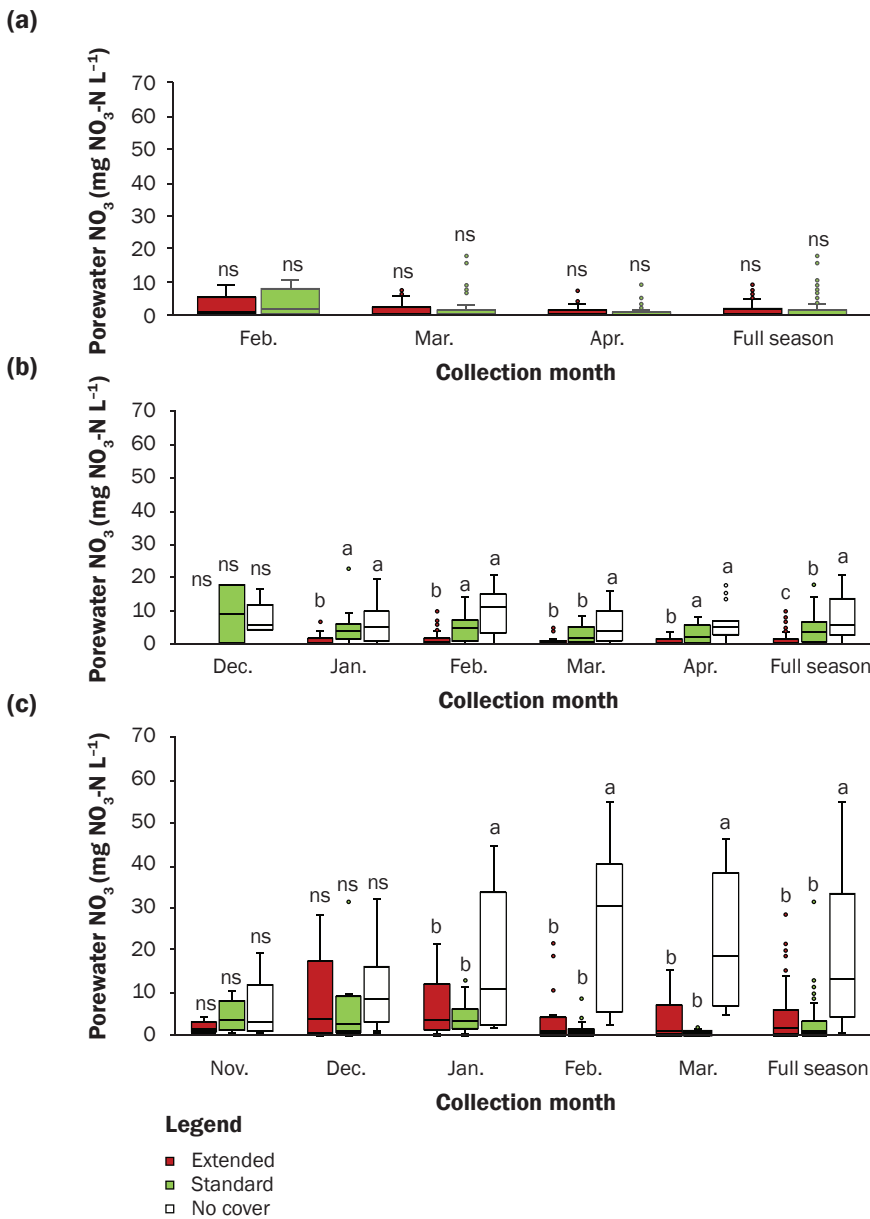 (a)
Porewater NO₃ (mg NO₃-N L⁻¹)
70
60
50
40
30
20
10
0
ns
ns
ns
ns
ns
ns
ns
ns
Feb.
Mar.
Apr.
Full season
Collection month
(b)
Porewater NO₃ (mg NO₃-N L⁻¹)
70
60
50
40
30
20
10
0
ns
ns
ns
b
a
a
b
a
a
b
b
a
b
a
a
c
b
a
Dec.
Jan.
Feb.
Mar.
Apr.
Full season
Collection month
(c)
Porewater NO₃ (mg NO₃-N L⁻¹)
70
60
50
40
30
20
10
0
ns
ns
ns
ns
ns
ns
b
b
a
b
b
a
b
b
a
b
b
a
Nov.
Dec.
Jan.
Feb.
Mar.
Full season
Collection month
Legend
Extended
Standard
No cover